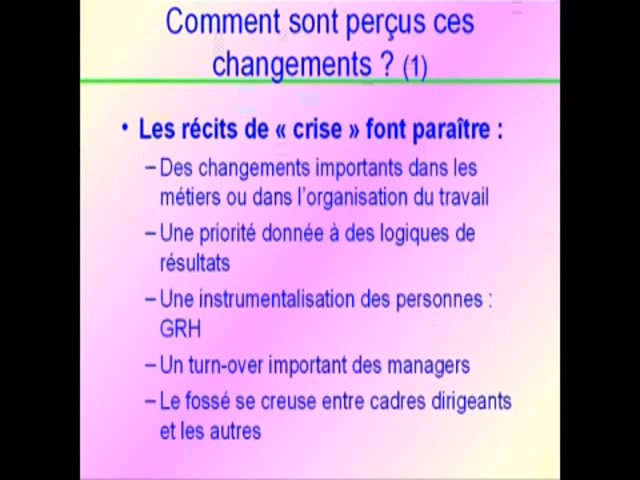 Comment sont perçus ces
changements ? (1)
• Les récits de « crise » font paraître :
– Des changements importants dans les
métiers ou dans l'organisation du travail
– Une priorité donnée à des logiques de
résultats
– Une instrumentalisation des personnes :
GRH
– Un turn-over important des managers
– Le fossé se creuse entre cadres dirigeants
et les autres